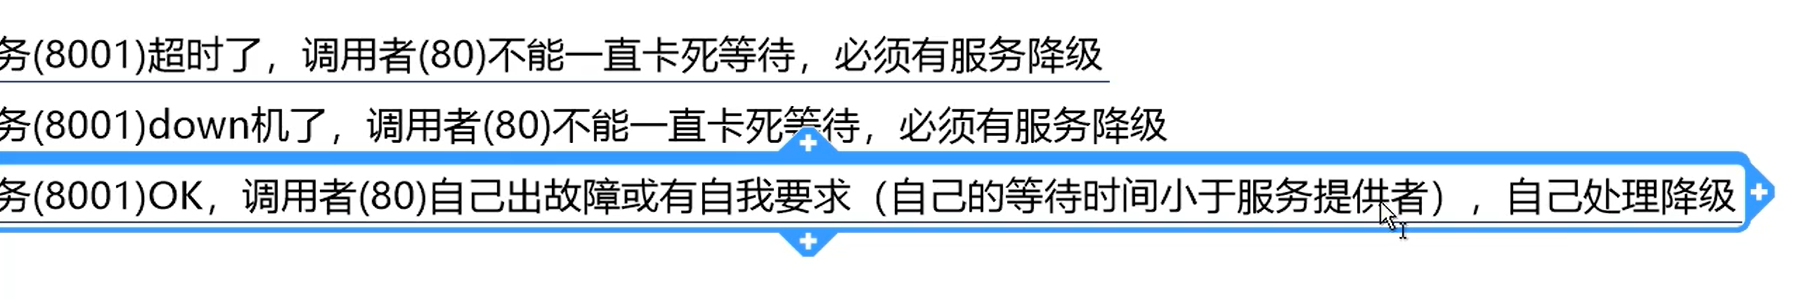 务(8001)超时了，调用者(80)不能一直卡死等待，必须有服务降级
务(8001)down机了，调用者(80)不能一直卡死等待，必须有服务降级
务(8001)OK，调用者(80)自己出故障或有自我要求（自己的等待时间小于服务提供者），自己处理降级